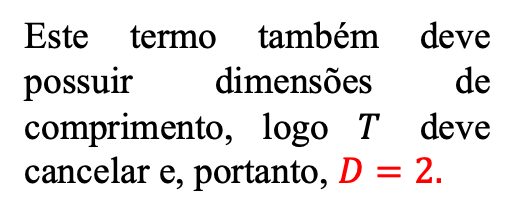 Este termo também deve
possuir dimensões de
comprimento, logo T deve
cancelar e, portanto, D = 2.